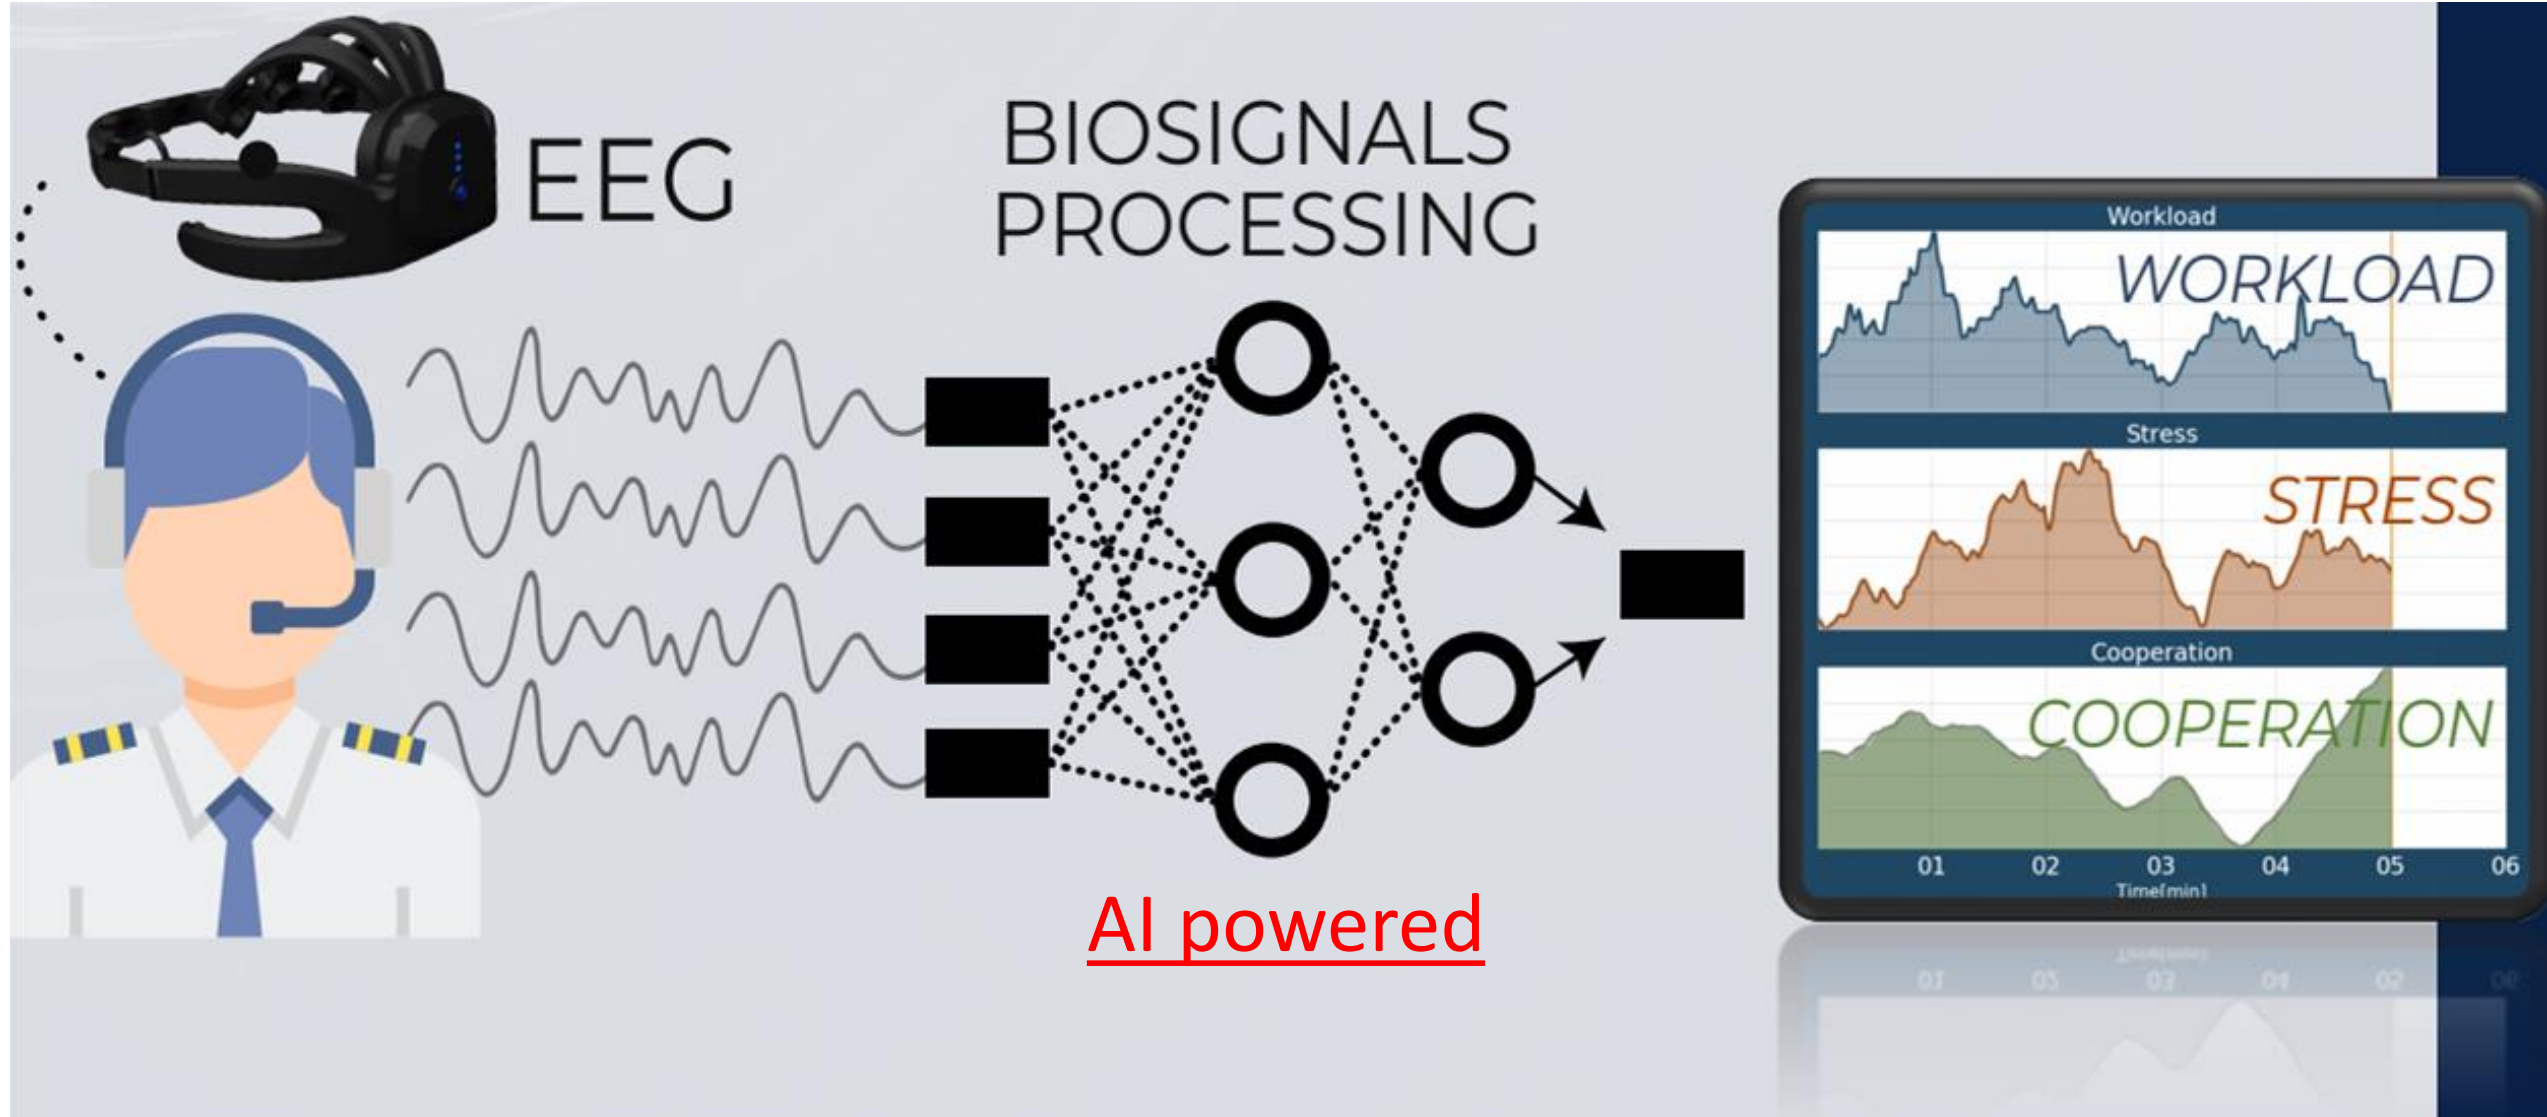 EEG
BIOSIGNALS
PROCESSING
AI powered
Workload
WORKLOAD
Stress
STRESS
Cooperation
COOPERATION
01 02 03 04 05 06
Time[min]